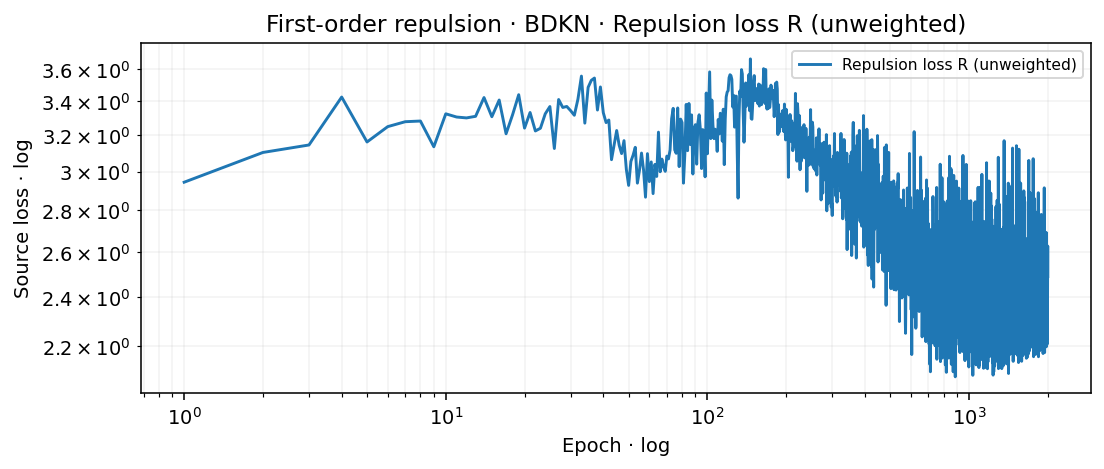 First-order repulsion · BDKN · Repulsion loss R (unweighted)
Repulsion loss R (unweighted)
Source loss · log
3.6 × 10⁰
3.4 × 10⁰
3.2 × 10⁰
3 × 10⁰
2.8 × 10⁰
2.6 × 10⁰
2.4 × 10⁰
2.2 × 10⁰
10⁰ 10¹ 10² 10³
Epoch · log